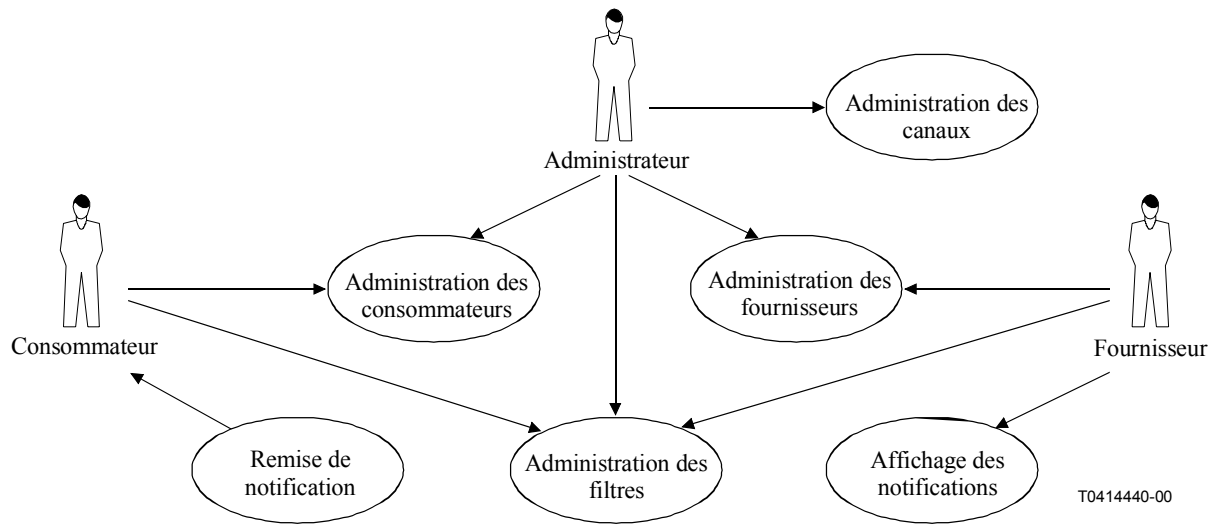 Administration des
canaux
Administrateur
Administration des
consommateurs
Administration des
fournisseurs
Consommateur
Fournisseur
Remise de
notification
Administration des
filtres
Affichage des
notifications
T0414440-00